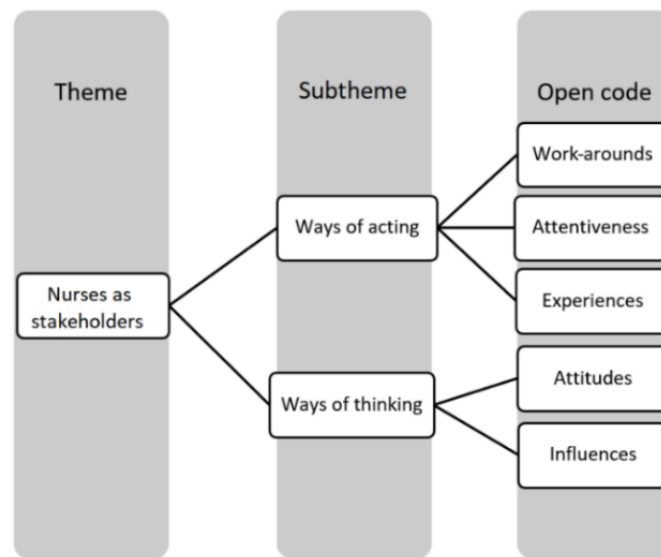 Theme
Subtheme
Open code
Work-arounds
Ways of acting
Attentiveness
Experiences
Nurses as
stakeholders
Attitudes
Ways of thinking
Influences